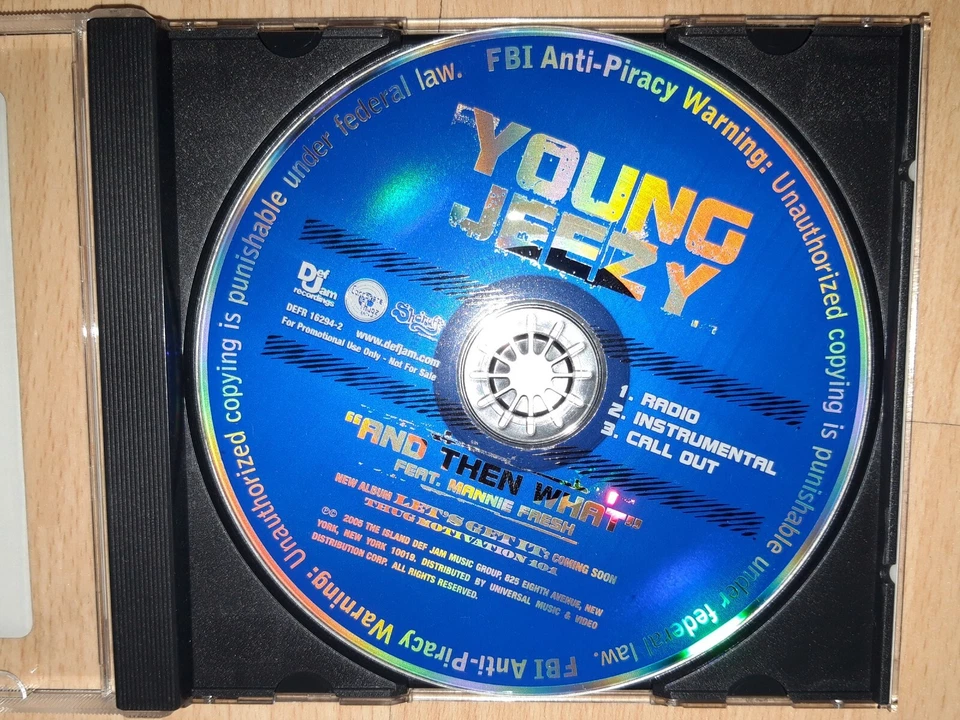 FBI Anti-Piracy Warning: Unauthorized copying is punishable under federal law.
FBI Anti-Piracy Warning: Unauthorized copying is punishable under federal law.
YOUNG
JEEZY
Def
Jam
recordings
DEFR 16294-2
www.defjam.com
For Promotional Use Only - Not For Sale
1. RADIO
2. INSTRUMENTAL
3. CALL OUT
"AND THEN WHAT"
FEAT. MANNIE FRESH
NEW ALBUM LET'S GET IT: COMING SOON
THUG MOTIVATION 101
℗© 2005 THE ISLAND DEF JAM MUSIC GROUP, 825 EIGHTH AVENUE, NEW
YORK, NEW YORK 10019. DISTRIBUTED BY UNIVERSAL MUSIC & VIDEO
DISTRIBUTION CORP. ALL RIGHTS RESERVED.